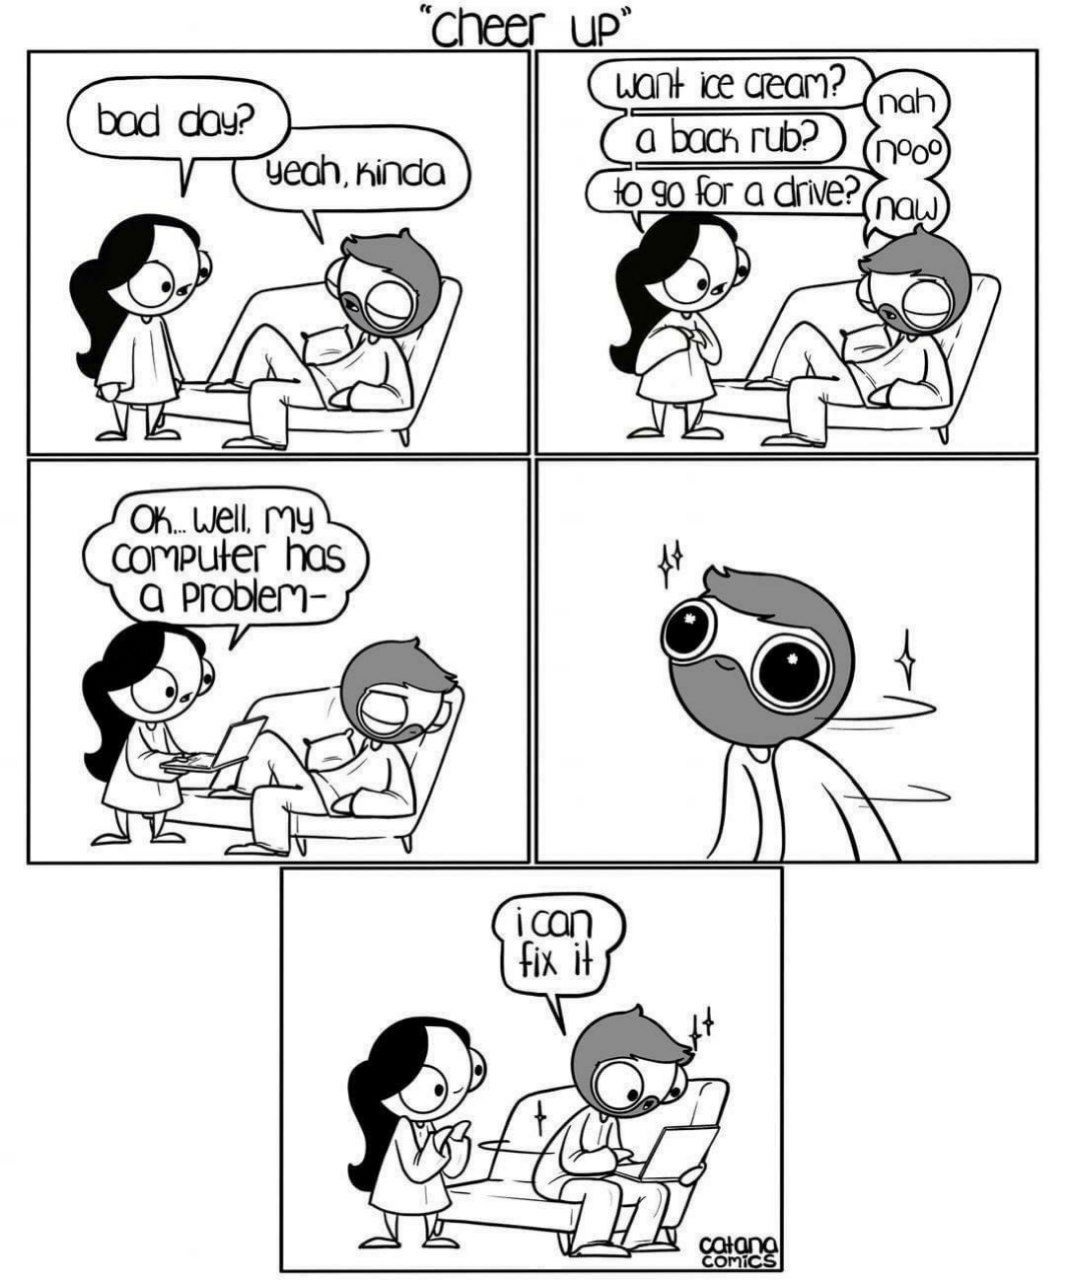 "cheer up"
bad day?
yeah, kinda
want ice cream?
nah
a back rub?
nooo
to go for a drive?
naw
OK... well, my
computer has
a problem-
i can
fix it
catana
comics